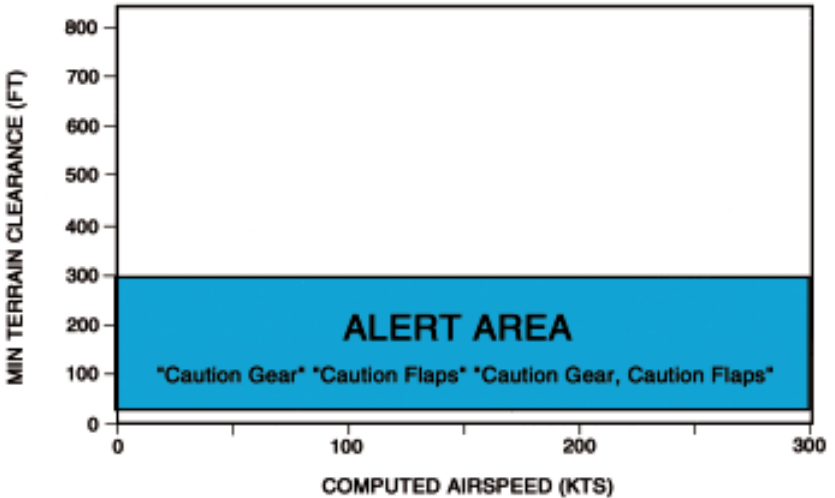 800
700
600
500
400
300
200
100
0
MIN TERRAIN CLEARANCE (FT)
ALERT AREA
"Caution Gear" "Caution Flaps" "Caution Gear, Caution Flaps"
0 100 200 300
COMPUTED AIRSPEED (KTS)